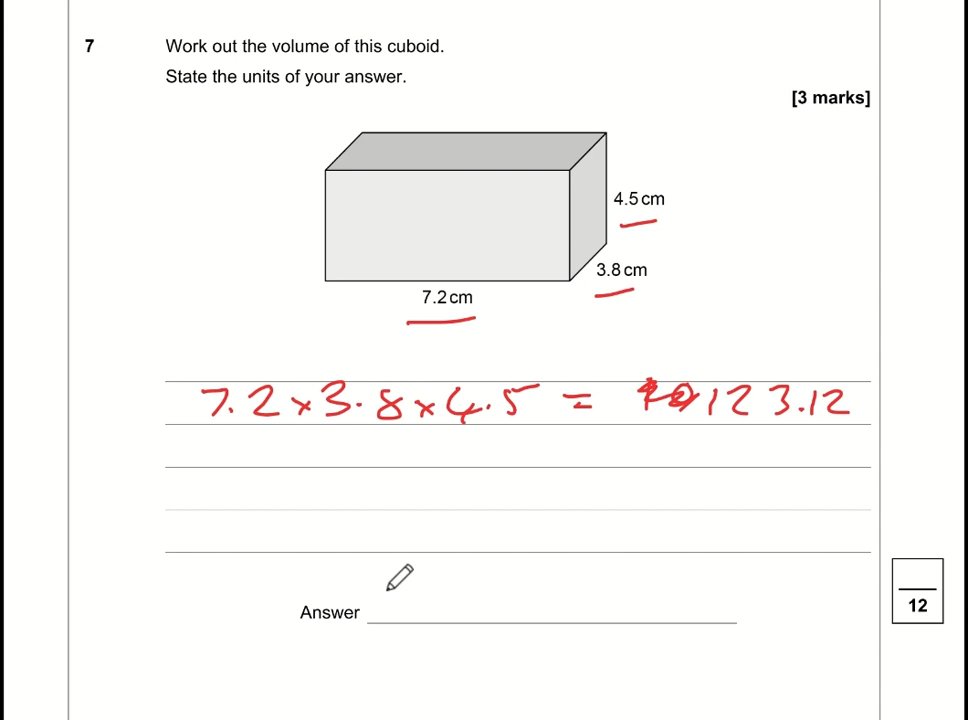 7 Work out the volume of this cuboid.
State the units of your answer.
[3 marks]
4.5 cm
3.8 cm
7.2 cm
7.2 x 3.8 x 4.5 = 123.12
Answer
12